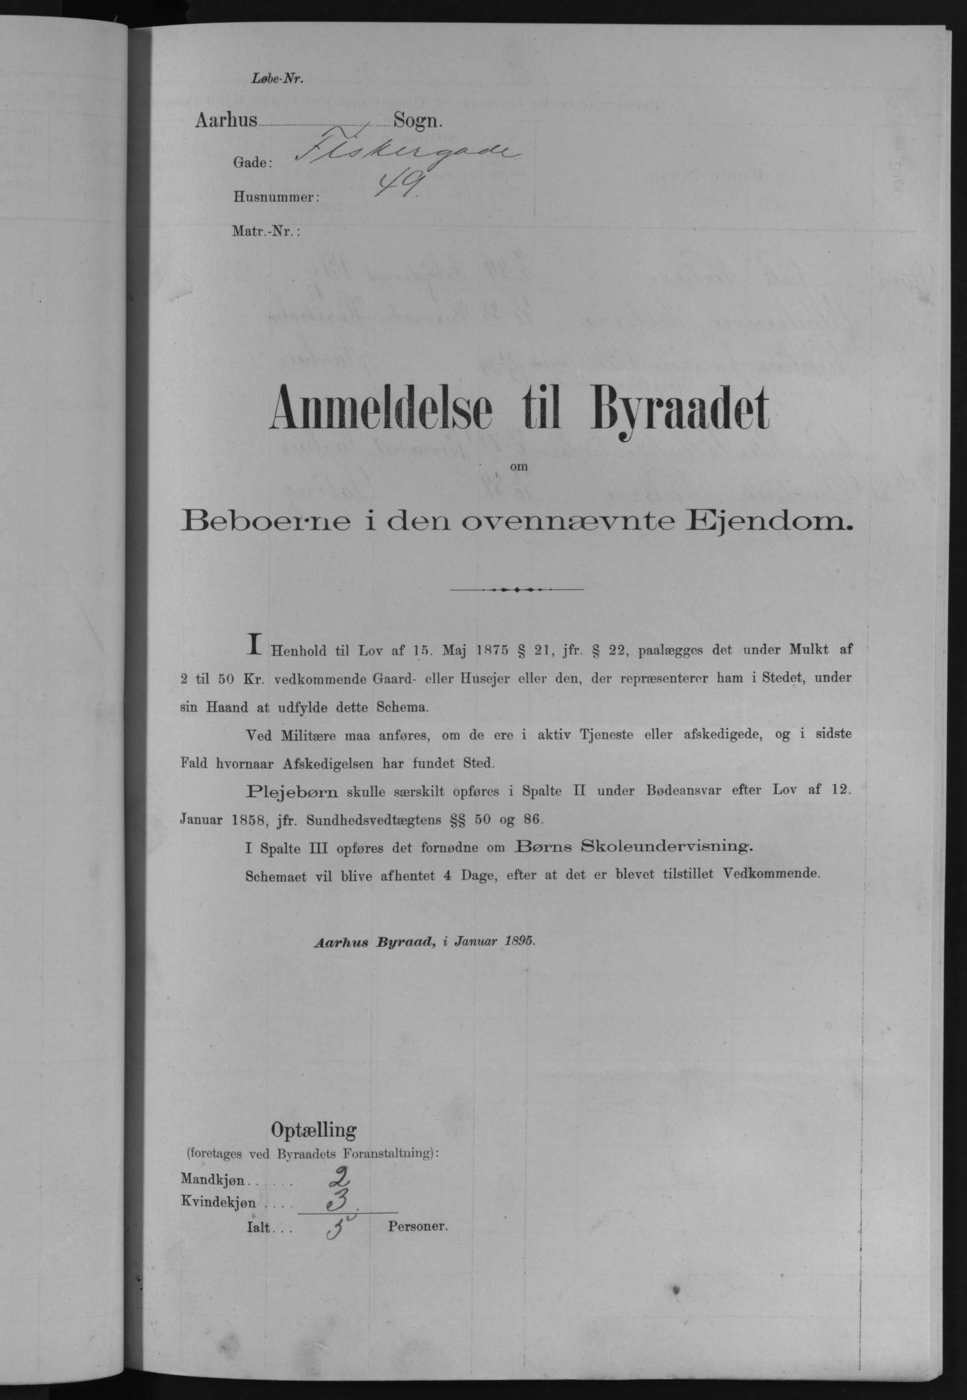 Løbe-Nr.
Aarhus Sogn.
Gade: Fiskergade
Husnummer: 49.
Matr.-Nr.:
Anmeldelse til Byraadet
om
Beboerne i den ovennævnte Ejendom.
I Henhold til Lov af 15. Maj 1875 § 21, jfr. § 22, paalægges det under Mulkt af
2 til 50 Kr. vedkommende Gaard- eller Husejer eller den, der repræsenterer ham i Stedet, under
sin Haand at udfylde dette Schema.
Ved Militære maa anføres, om de ere i aktiv Tjeneste eller afskedigede, og i sidste
Fald hvornaar Afskedigelsen har fundet Sted.
Plejebørn skulle særskilt opføres i Spalte II under Bødeansvar efter Lov af 12.
Januar 1858, jfr. Sundhedsvedtægtens §§ 50 og 86.
I Spalte III opføres det fornødne om Børns Skoleundervisning.
Schemaet vil blive afhentet 4 Dage, efter at det er blevet tilstillet Vedkommende.
Aarhus Byraad, i Januar 1895.
Optælling
(foretages ved Byraadets Foranstaltning):
Mandkjøn...... 2
Kvindekjøn.... 3.
Ialt... 5 Personer.